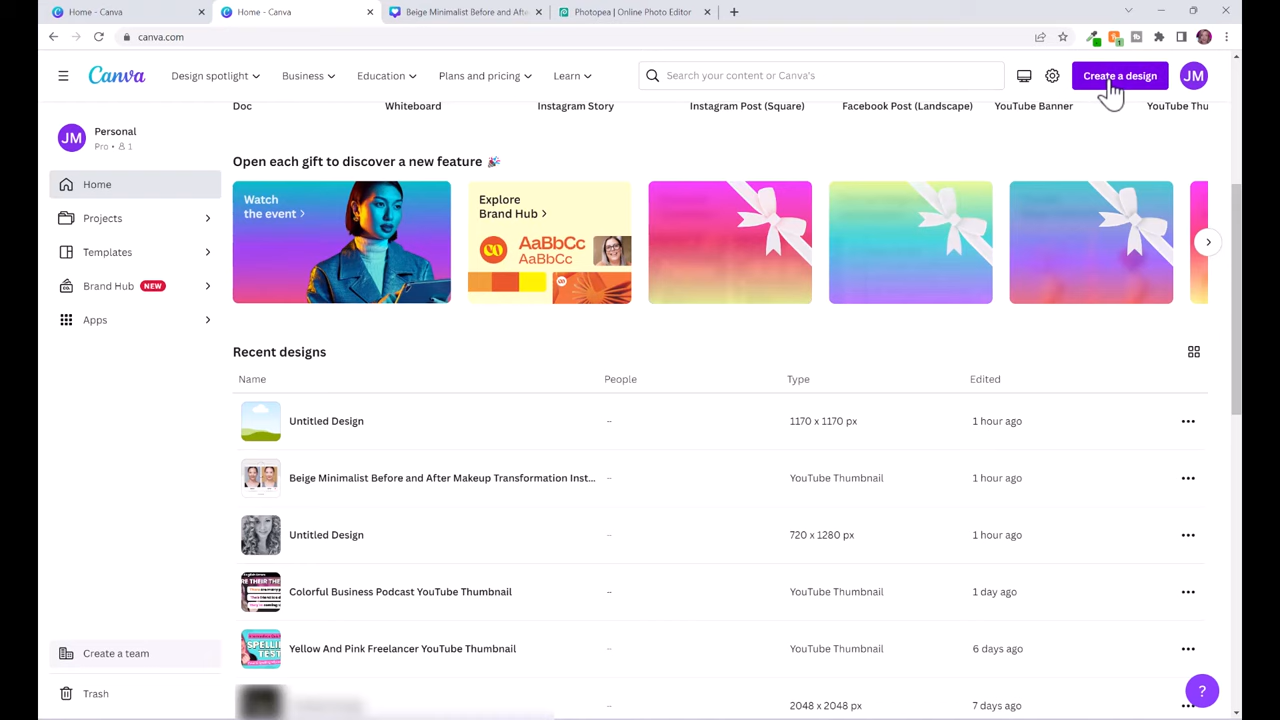 Home - Canva
Home - Canva
Beige Minimalist Before and Afte
Photopea | Online Photo Editor
canva.com
1
Canva
Design spotlight
Business
Education
Plans and pricing
Learn
Search your content or Canva's
Create a design
JM
Doc
Whiteboard
Instagram Story
Instagram Post (Square)
Facebook Post (Landscape)
YouTube Banner
YouTube Thu
JM
Personal
Pro • 1
Home
Projects
Templates
Brand Hub NEW
Apps
Create a team
Trash
Open each gift to discover a new feature
Watch
the event
Explore
Brand Hub
AaBbCc
AaBbCc
co
Recent designs
Name
People
Type
Edited
Untitled Design
--
1170 x 1170 px
1 hour ago
Beige Minimalist Before and After Makeup Transformation Inst...
--
YouTube Thumbnail
1 hour ago
Untitled Design
--
720 x 1280 px
1 hour ago
Colorful Business Podcast YouTube Thumbnail
--
YouTube Thumbnail
1 day ago
Yellow And Pink Freelancer YouTube Thumbnail
--
YouTube Thumbnail
6 days ago
2048 x 2048 px
7 days ago
?